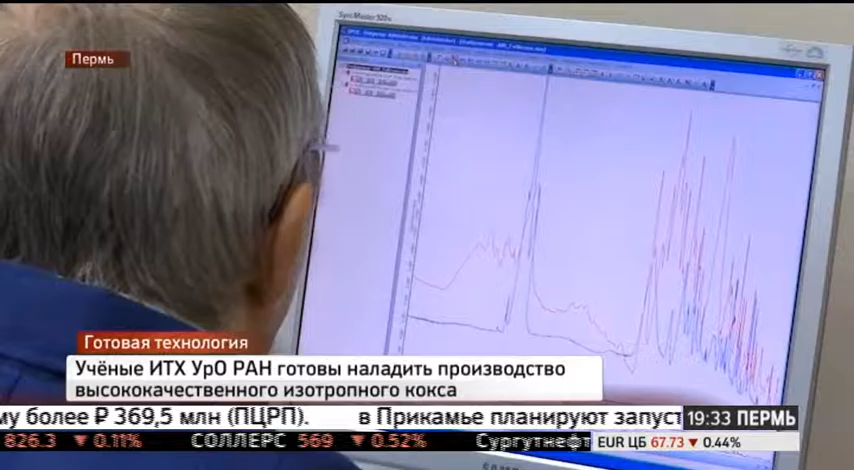 SyncMaster 920N
Пермь
Готовая технология
Учёные ИТХ УрО РАН готовы наладить производство
высококачественного изотропного кокса
му более ₽ 369,5 млн (ПЦРП). в Прикамье планируют запуст
19:33 ПЕРМЬ
826.3 ▼ 0.11% СОЛЛЕРС 569 ▼ 0.52% Сургутнефт
EUR ЦБ 67.73 ▼ 0.44%